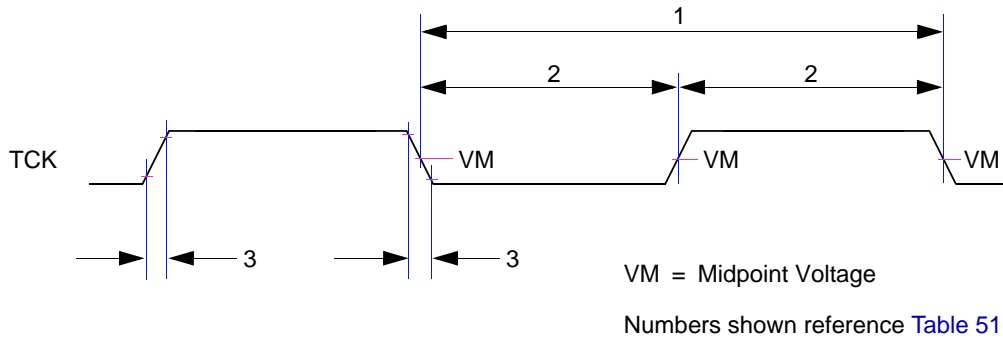 1
2 2
TCK VM VM VM
3 3
VM = Midpoint Voltage
Numbers shown reference Table 51